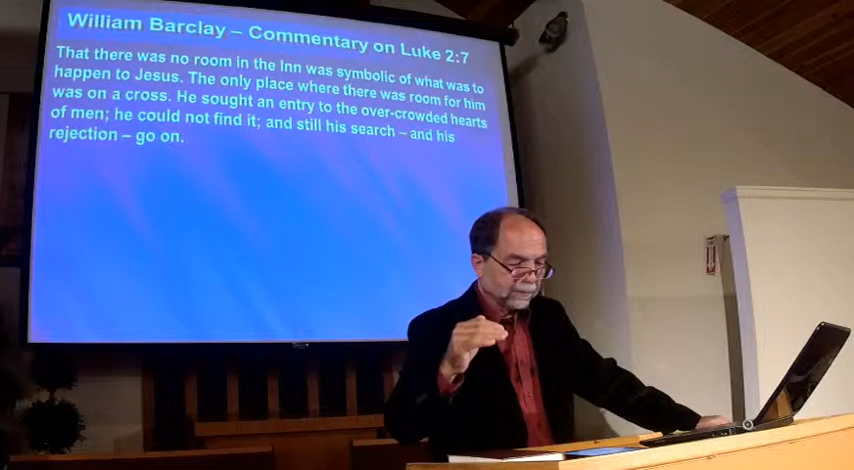 William Barclay – Commentary on Luke 2:7
That there was no room in the Inn was symbolic of what was to
happen to Jesus. The only place where there was room for him
was on a cross. He sought an entry to the over-crowded hearts
of men; he could not find it; and still his search – and his
rejection – go on.